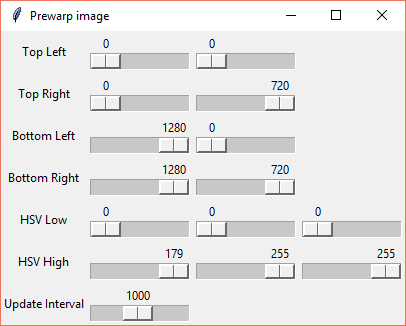 Prewarp image
0 0
Top Left
0 720
Top Right
1280 0
Bottom Left
1280 720
Bottom Right
0 0 0
HSV Low
179 255 255
HSV High
1000
Update Interval